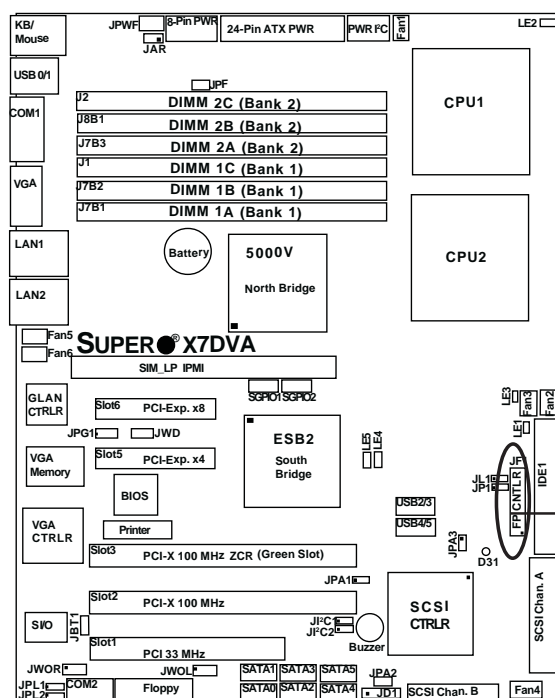 KB/
Mouse
JPWF
JAR
8-Pin PWR
24-Pin ATX PWR
PWR I²C
Fan1
LE2
USB 0/1
JPF
COM1
J2
DIMM 2C (Bank 2)
J8B1
DIMM 2B (Bank 2)
J7B3
DIMM 2A (Bank 2)
J1
DIMM 1C (Bank 1)
J7B2
DIMM 1B (Bank 1)
J7B1
DIMM 1A (Bank 1)
CPU1
VGA
LAN1
Battery
5000V
North Bridge
CPU2
LAN2
Fan5
Fan6
SUPER ® X7DVA
SIM_LP IPMI
SGPIO1
SGPIO2
GLAN
CTRLR
Slot6
PCI-Exp. x8
JPG1
JWD
Slot5
PCI-Exp. x4
ESB2
South
Bridge
LE5
LE4
LE3
Fan3
Fan2
LE1
JF1
FP CNTLR
JL1
JP1
IDE1
VGA
Memory
BIOS
Printer
USB2/3
USB4/5
JPA3
D31
VGA
CTRLR
Slot3
PCI-X 100 MHz ZCR (Green Slot)
JPA1
Slot2
PCI-X 100 MHz
SCSI
CTRLR
SCSI Chan. A
SI/O
JBT1
JI²C1
JI²C2
Buzzer
Slot1
PCI 33 MHz
JWOR
JWOL
SATA1
SATA3
SATA5
JPA2
JPL1
JPL2
COM2
Floppy
SATA0
SATA2
SATA4
JD1
SCSI Chan. B
Fan4